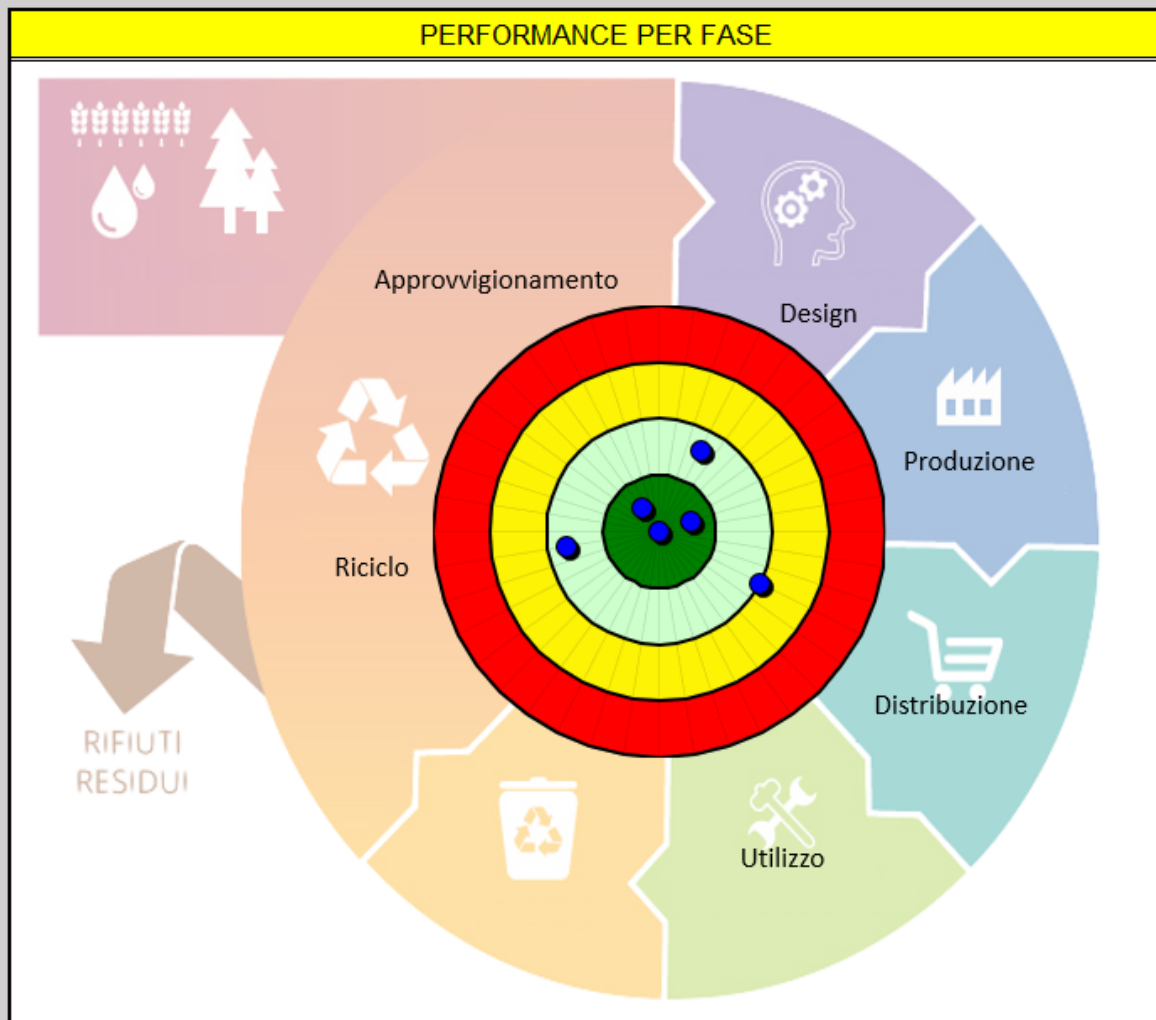 PERFORMANCE PER FASE
Approvvigionamento
Design
Produzione
Riciclo
Distribuzione
RIFIUTI
RESIDUI
Utilizzo